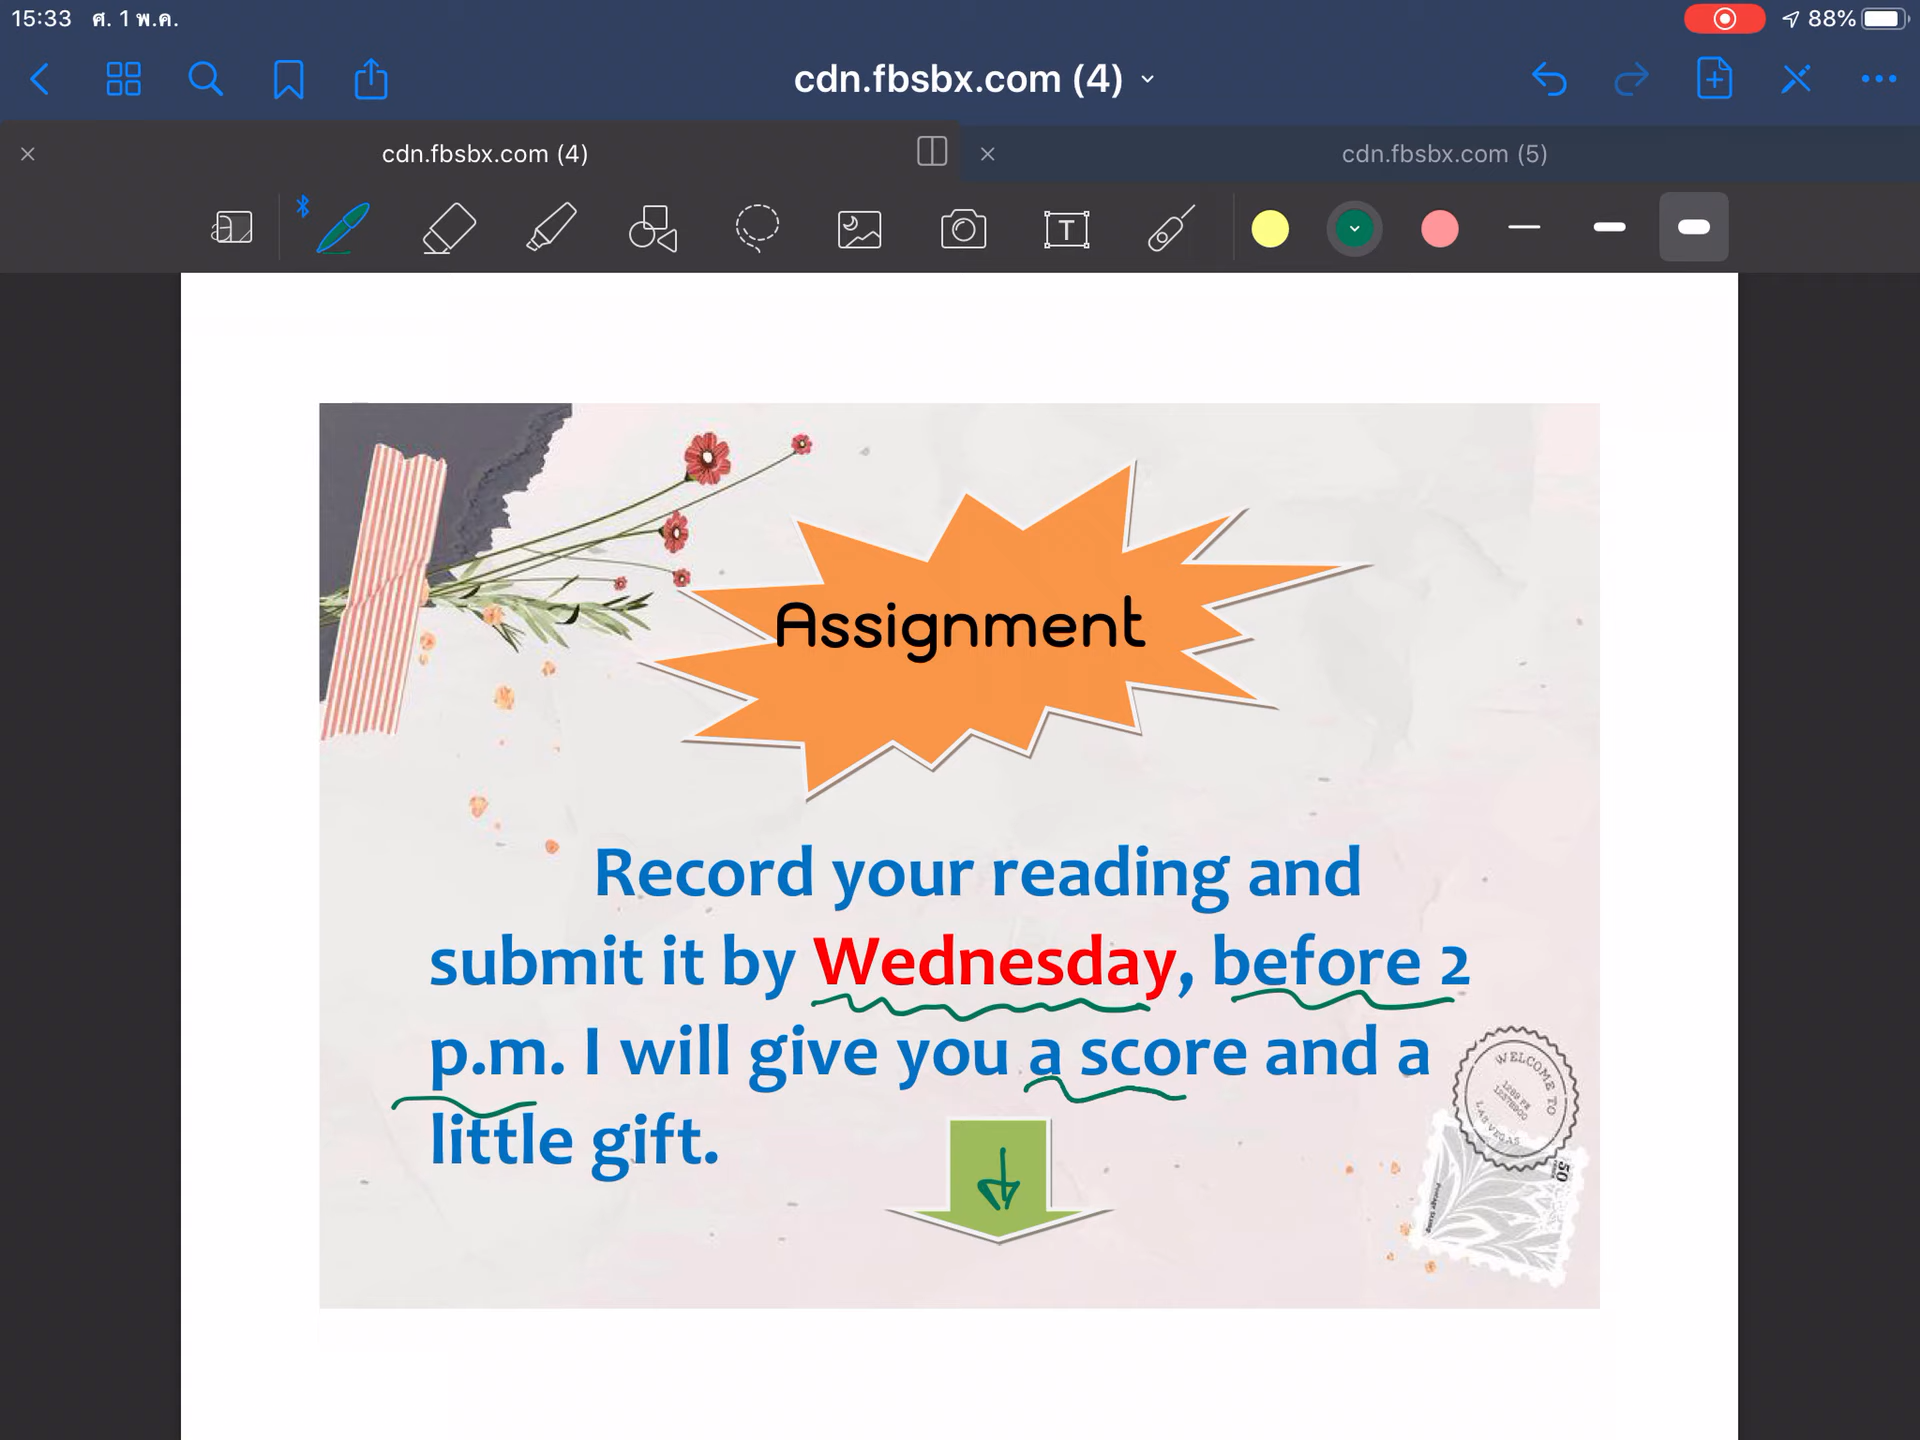 15:33 ศ. 1 พ.ค.
88%
cdn.fbsbx.com (4)
cdn.fbsbx.com (4)
cdn.fbsbx.com (5)
T
Assignment
Record your reading and
submit it by Wednesday, before 2
p.m. I will give you a score and a
little gift.
WELCOME TO
LAS VEGAS
50